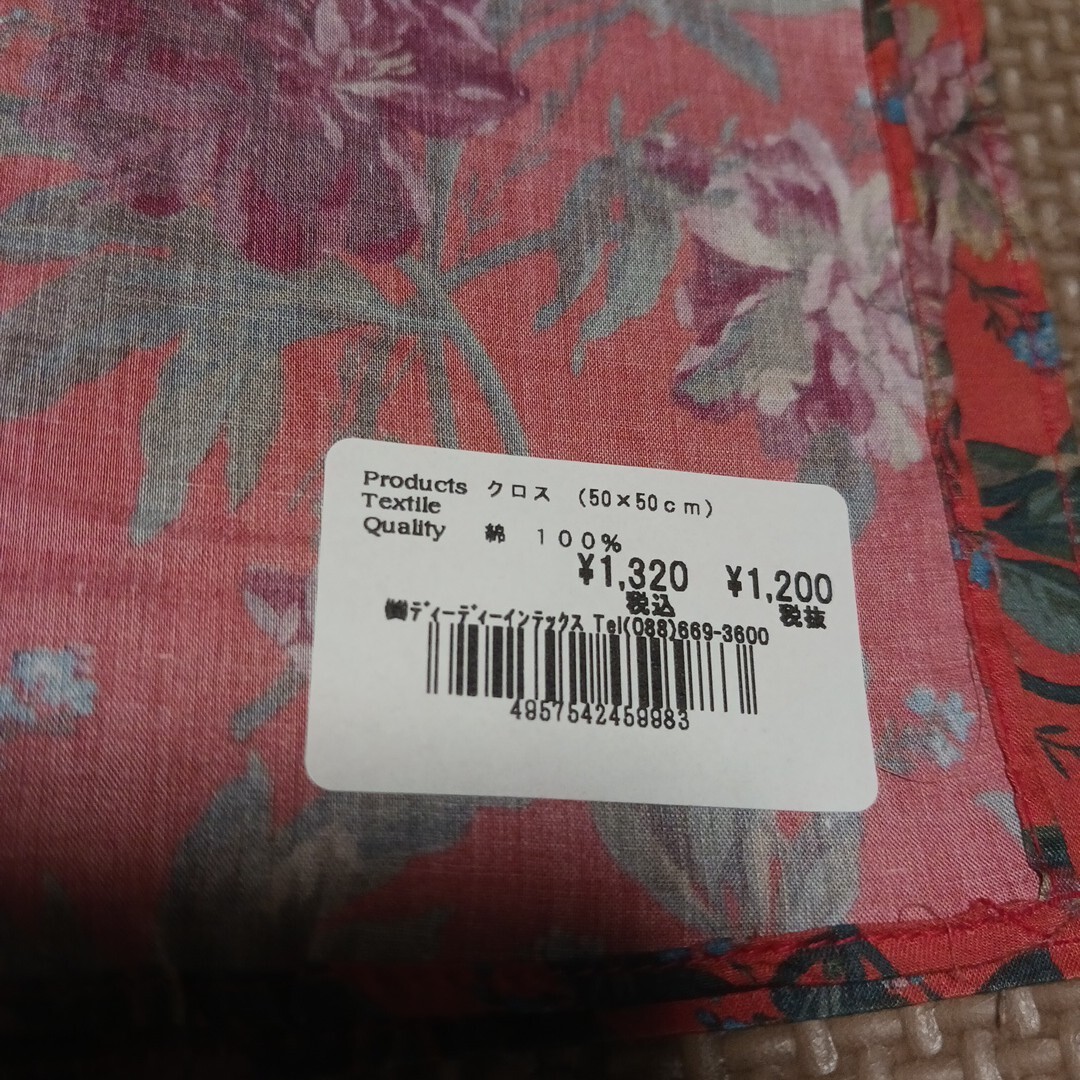 Products クロス (50×50cm)
Textile
Quality 綿 100%
¥1,320 ¥1,200
税込 税抜
㈱ディーディーインテックス Tel(088)669-3600
4957542459983